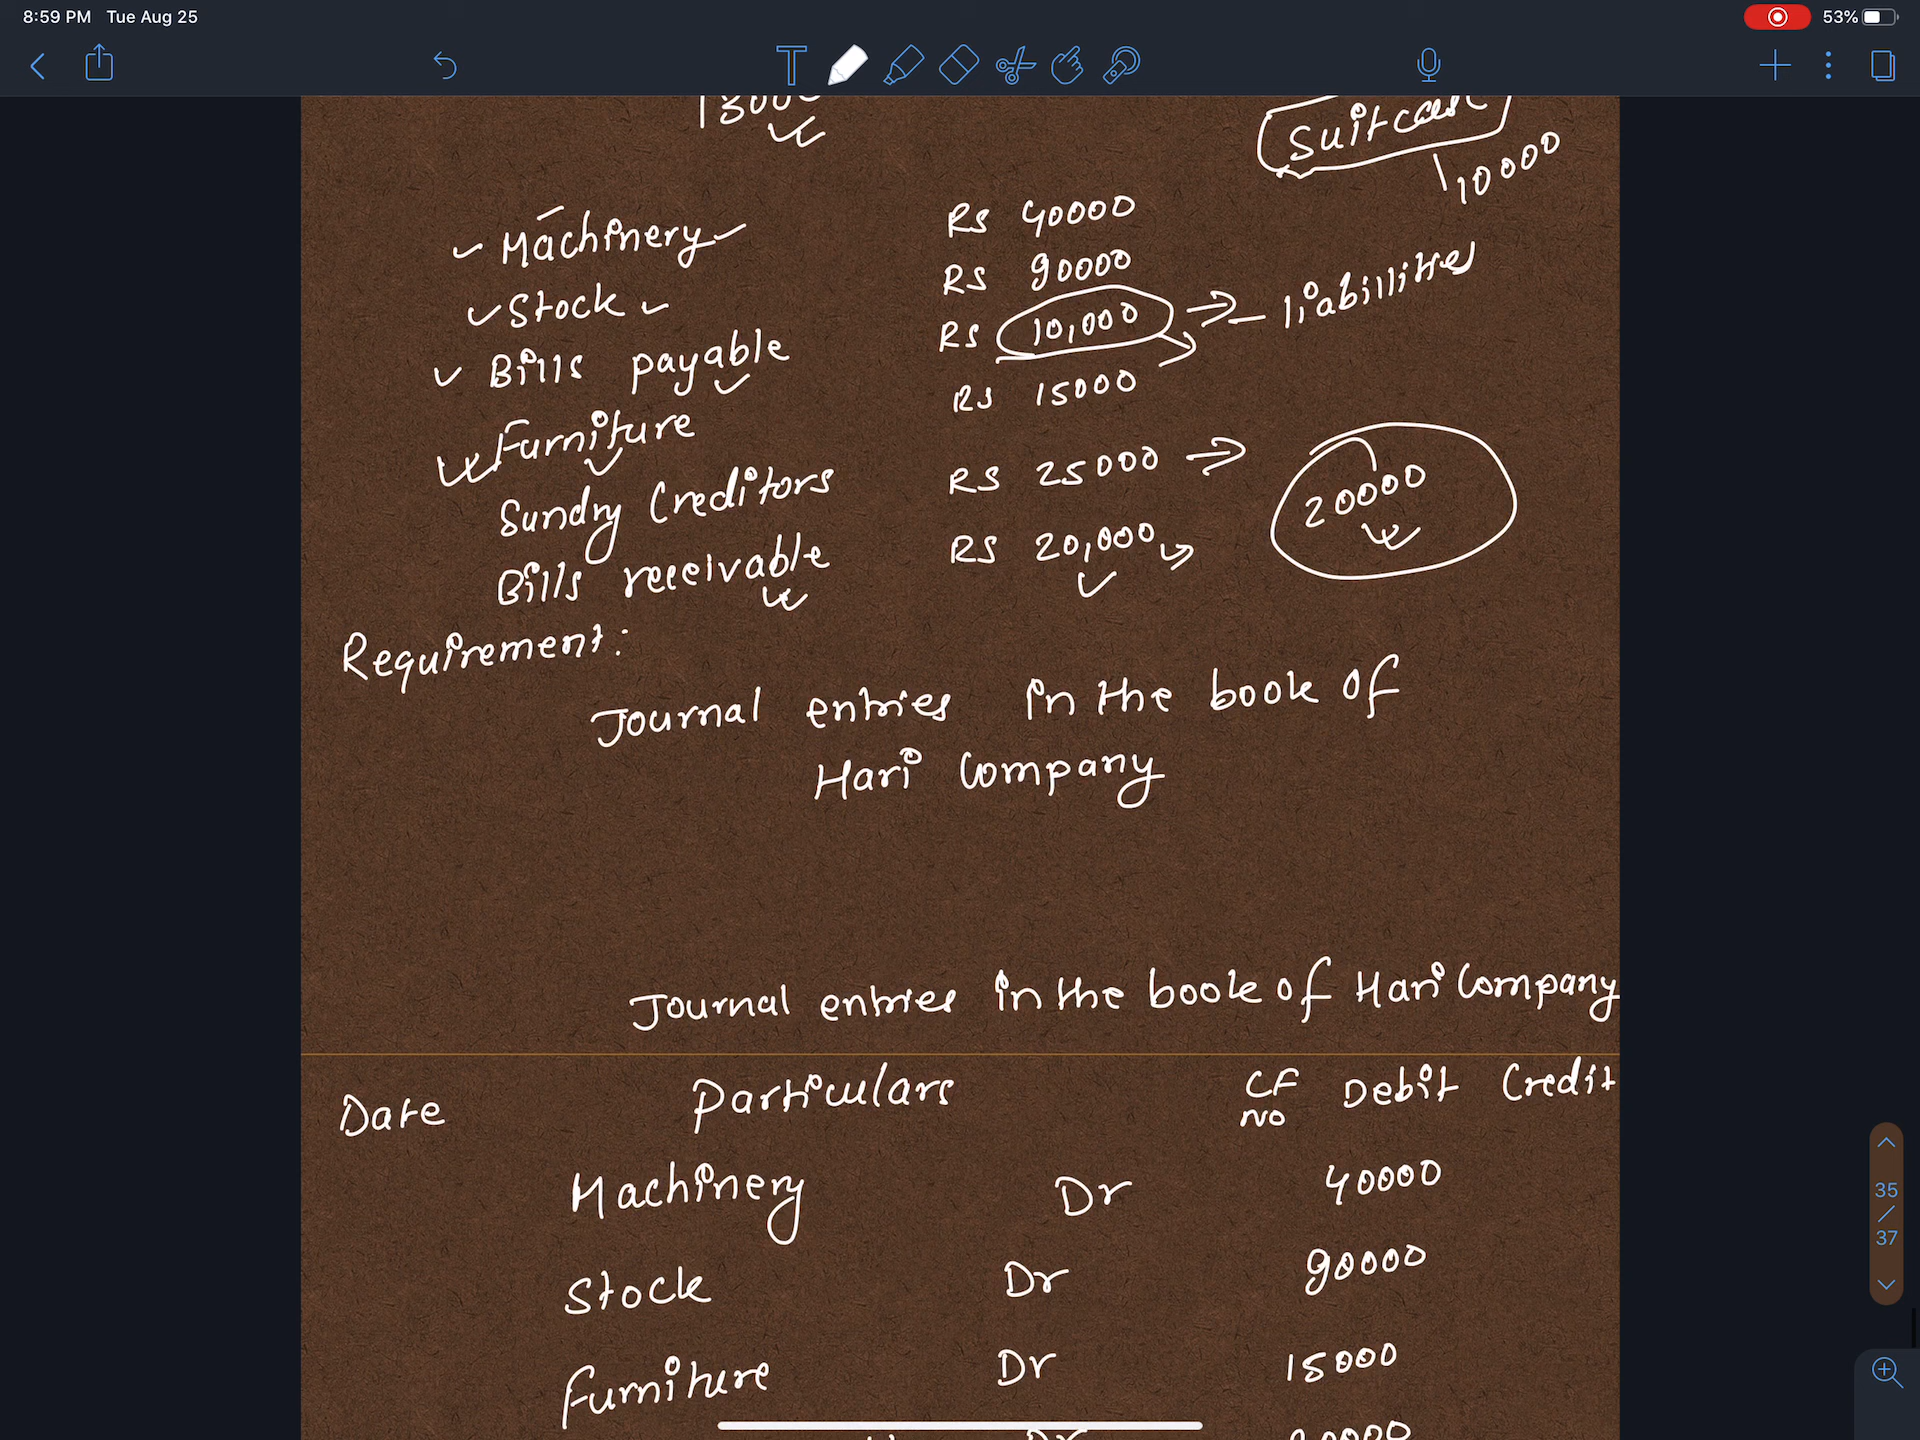 8:59 PM Tue Aug 25
53%
Suitcase
10000
Machinery Rs 40000
Stock Rs 90000
Bills payable Rs 10,000 → liabillities
Furniture Rs 15000
Sundry Creditors Rs 25000 → 20000
Bills receivable Rs 20,000
Requirement:
Journal entries in the book of
Hari Company
Journal entries in the book of Hari Company
Date Particulars CF NO Debit Credit
Machinery Dr 40000
Stock Dr 90000
35
/
37
Furniture Dr 15000